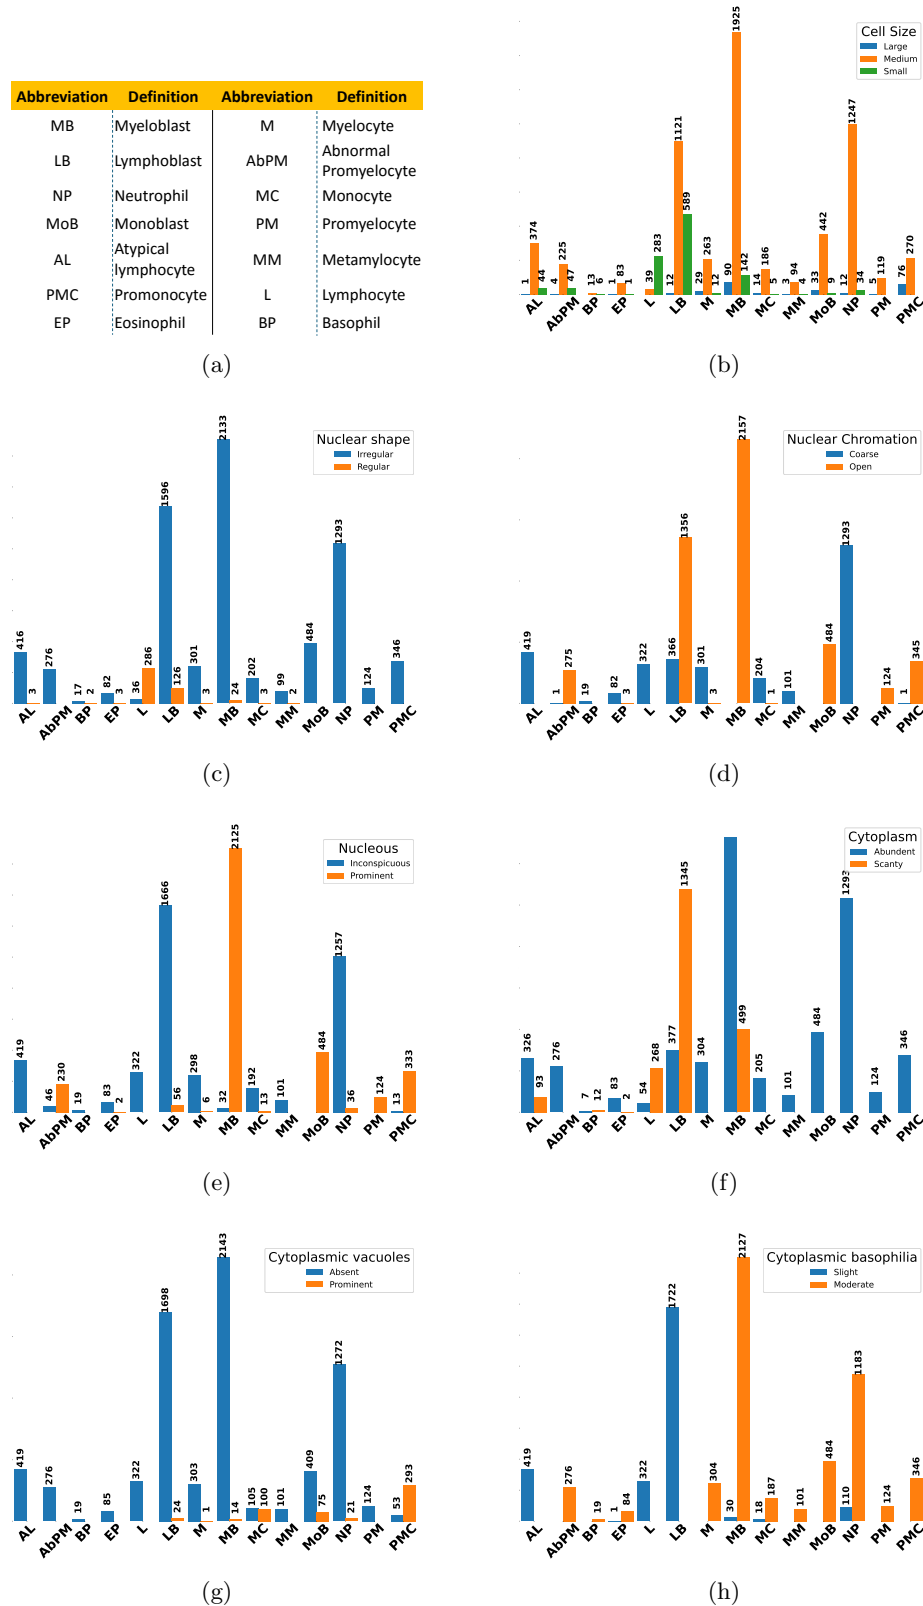 Abbreviation Definition Abbreviation Definition
MB Myeloblast M Myelocyte
LB Lymphoblast AbPM Abnormal Promyelocyte
NP Neutrophil MC Monocyte
MoB Monoblast PM Promyelocyte
AL Atypical lymphocyte MM Metamylocyte
PMC Promonocyte L Lymphocyte
EP Eosinophil BP Basophil
(a)
Cell Size
Large
Medium
Small
1 374 44 4 225 47 13 6 1 83 1 39 283 12 1121 589 29 263 12 90 1925 142 14 186 5 3 94 4 33 442 9 12 1247 34 5 119 76 270
AL AbPM BP EP L LB M MB MC MM MoB NP PM PMC
(b)
Nuclear shape
Irregular
Regular
416 3 276 17 2 82 3 36 286 1596 126 301 3 2133 24 202 3 99 2 484 1293 124 346
AL AbPM BP EP L LB M MB MC MM MoB NP PM PMC
(c)
Nuclear Chromation
Coarse
Open
419 1 275 19 82 3 322 366 1356 301 3 2157 204 1 101 484 1293 124 1 345
AL AbPM BP EP L LB M MB MC MM MoB NP PM PMC
(d)
Nucleous
Inconspicuous
Prominent
419 46 230 19 83 2 322 1666 56 298 6 32 2125 192 13 101 484 1257 36 124 13 333
AL AbPM BP EP L LB M MB MC MM MoB NP PM PMC
(e)
Cytoplasm
Abundent
Scanty
326 93 276 7 12 83 2 54 268 377 1345 304 499 205 101 484 1293 124 346
AL AbPM BP EP L LB M MB MC MM MoB NP PM PMC
(f)
Cytoplasmic vacuoles
Absent
Prominent
419 276 19 85 322 1698 24 303 1 2143 14 105 100 101 409 75 1272 21 124 53 293
AL AbPM BP EP L LB M MB MC MM MoB NP PM PMC
(g)
Cytoplasmic basophilia
Slight
Moderate
419 276 19 1 84 322 1722 304 30 2127 18 187 101 484 110 1183 124 346
AL AbPM BP EP L LB M MB MC MM MoB NP PM PMC
(h)